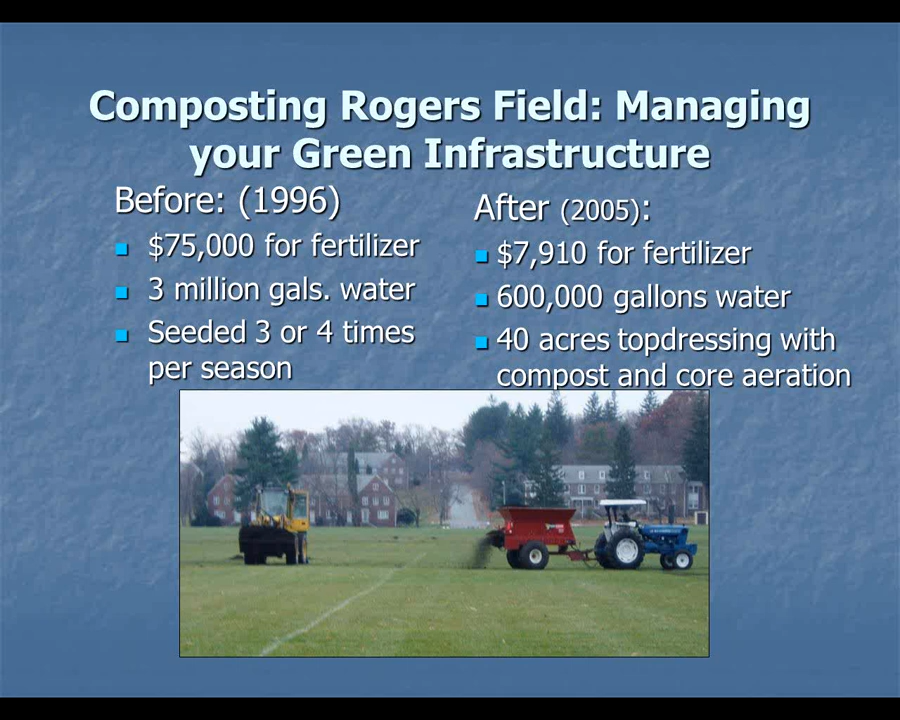 Composting Rogers Field: Managing
your Green Infrastructure
Before: (1996)
$75,000 for fertilizer
3 million gals. water
Seeded 3 or 4 times
per season
After (2005):
$7,910 for fertilizer
600,000 gallons water
40 acres topdressing with
compost and core aeration